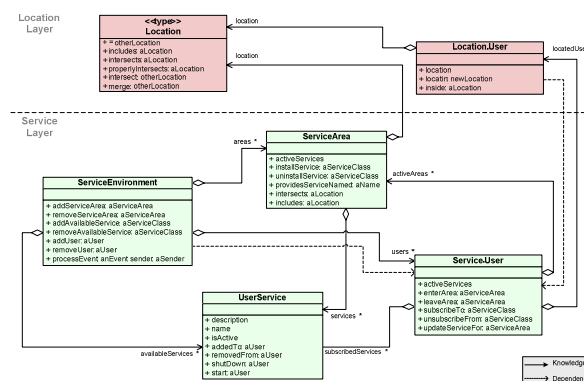 Location
Layer
<<type>>
Location
+ = otherLocation
+ includes: aLocation
+ intersects: aLocation
+ properlyIntersects: aLocation
+ intersect: otherLocation
+ merge: otherLocation
location
location
Location.User
+ location
+ locatin: newLocation
+ inside: aLocation
locatedUse
Service
Layer
ServiceArea
+ activeServices
+ installService: aServiceClass
+ uninstallService: aServiceClass
+ providesServiceNamed: aName
+ intersects: aLocation
+ includes: aLocation
areas *
activeAreas *
ServiceEnvironment
+ addServiceArea: aServiceArea
+ removeServiceArea: aServiceArea
+ addAvailableService: aServiceClass
+ removeAvailableService: aServiceClass
+ addUser: aUser
+ removeUser: aUser
+ processEvent: anEvent sender: aSender
users *
Service.User
+ activeServices
+ enterArea: aServiceArea
+ leaveArea: aServiceArea
+ subscribeTo: aServiceClass
+ unsubscribeFrom: aServiceClass
+ updateServiceFor: aServiceArea
UserService
+ description
+ name
+ isActive
+ addedTo: aUser
+ removedFrom: aUser
+ shutDown: aUser
+ start: aUser
services *
availableServices *
subscribedServices *
Knowledge
Dependen